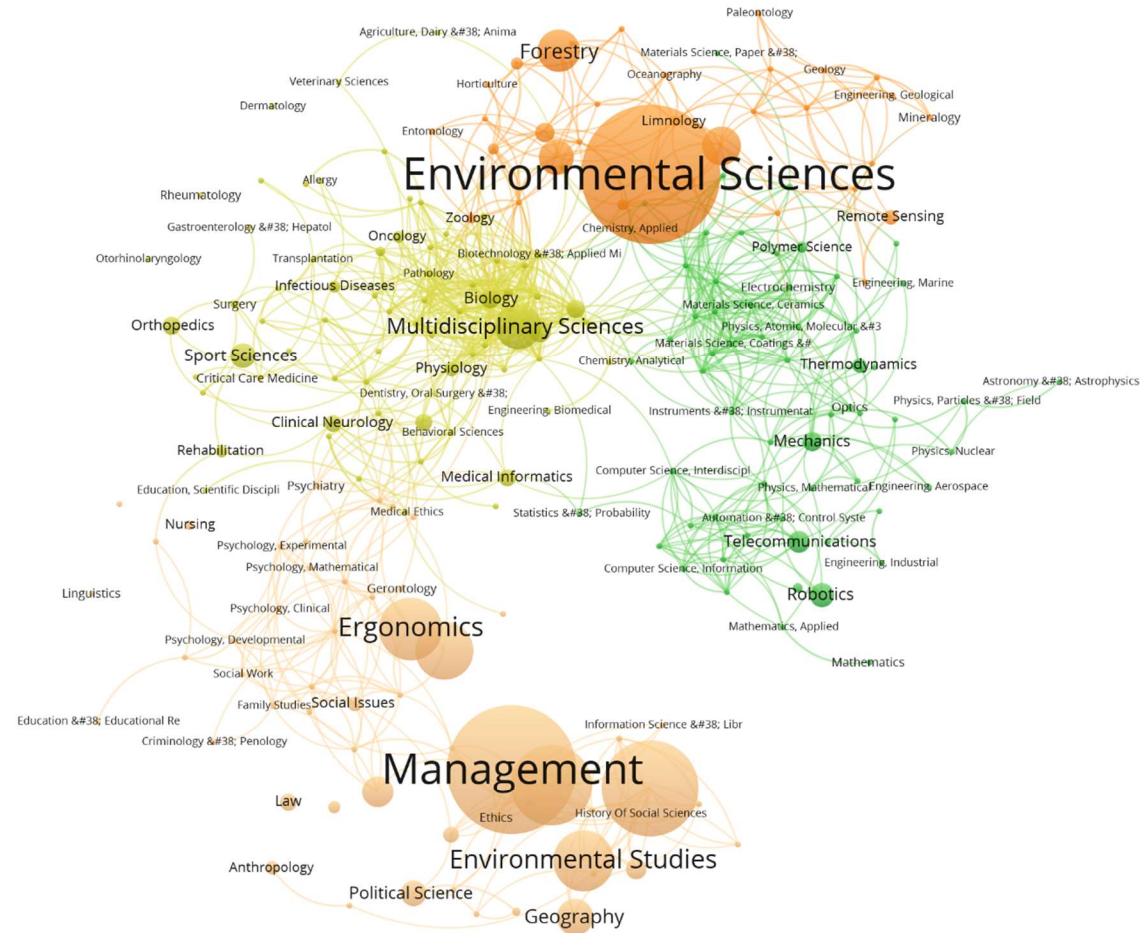 Paleontology
Agriculture, Dairy &#38; Anima
Forestry
Materials Science, Paper &#38;
Oceanography
Geology
Veterinary Sciences
Horticulture
Engineering, Geological
Dermatology
Mineralogy
Limnology
Entomology
Environmental Sciences
Allergy
Rheumatology
Zoology
Remote Sensing
Gastroenterology &#38; Hepatol
Chemistry, Applied
Oncology
Polymer Science
Biotechnology &#38; Applied Mi
Otorhinolaryngology
Transplantation
Pathology
Engineering, Marine
Infectious Diseases
Electrochemistry
Biology
Surgery
Materials Science, Ceramics
Orthopedics
Multidisciplinary Sciences
Physics, Atomic, Molecular &#3
Materials Science, Coatings &#
Sport Sciences
Chemistry, Analytical
Physiology
Thermodynamics
Critical Care Medicine
Astronomy &#38; Astrophysics
Dentistry, Oral Surgery &#38;
Physics, Particles &#38; Field
Engineering, Biomedical
Instruments &#38; Instrumentat
Optics
Clinical Neurology
Behavioral Sciences
Mechanics
Rehabilitation
Physics, Nuclear
Computer Science, Interdiscipl
Medical Informatics
Education, Scientific Discipli
Psychiatry
Physics, Mathematical
Engineering, Aerospace
Medical Ethics
Statistics &#38; Probability
Automation &#38; Control Syste
Nursing
Psychology, Experimental
Telecommunications
Engineering, Industrial
Psychology, Mathematical
Computer Science, Information
Gerontology
Linguistics
Robotics
Psychology, Clinical
Ergonomics
Mathematics, Applied
Psychology, Developmental
Mathematics
Social Work
Family Studies
Social Issues
Education &#38; Educational Re
Information Science &#38; Libr
Criminology &#38; Penology
Management
Law
Ethics
History Of Social Sciences
Environmental Studies
Anthropology
Political Science
Geography